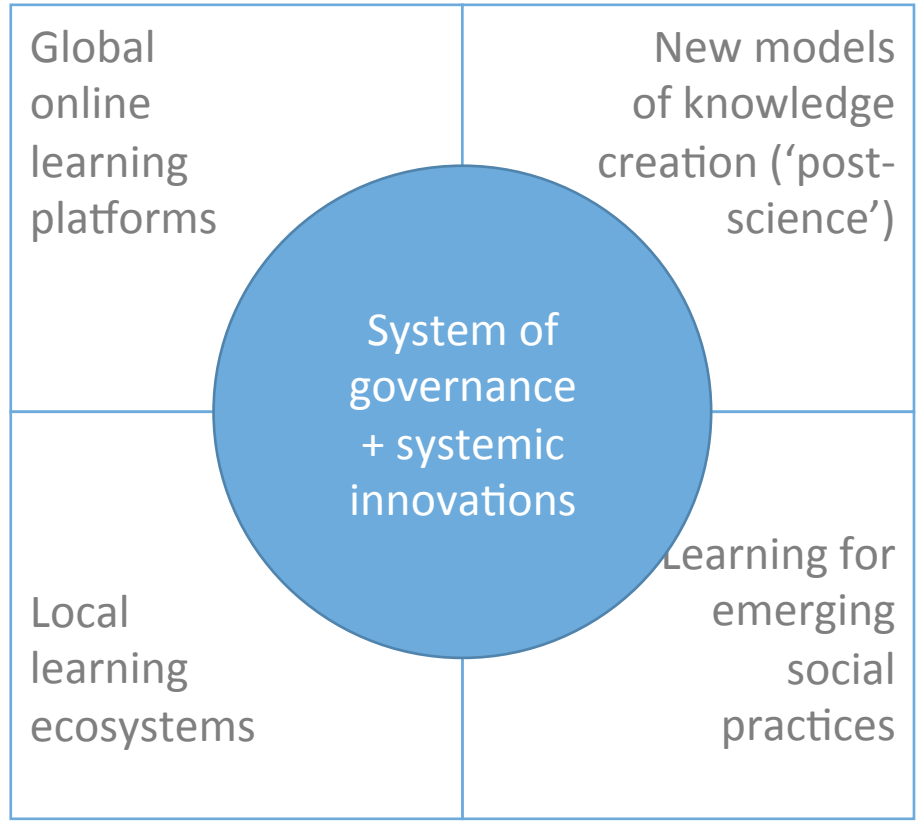 Global
online
learning
platforms
New models
of knowledge
creation (‘post-
science’)
System of
governance
+ systemic
innovations
Local
learning
ecosystems
Learning for
emerging
social
practices